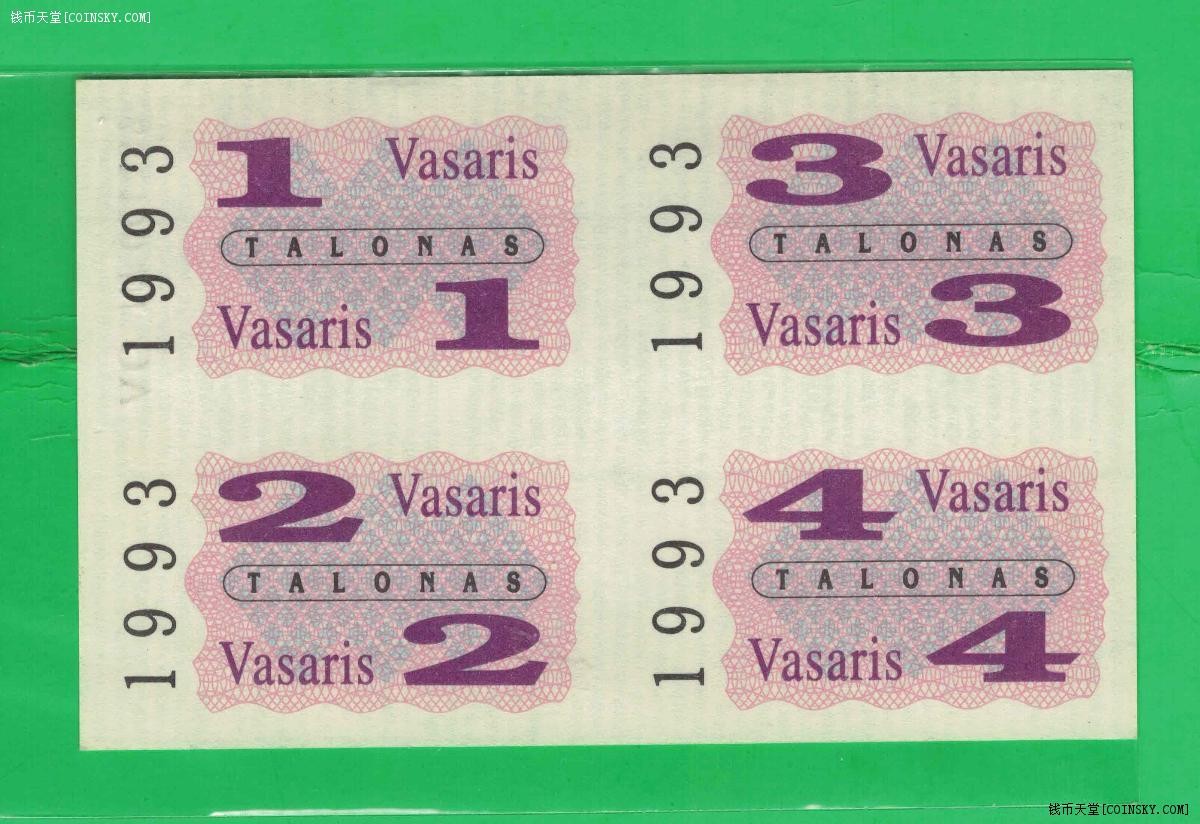 钱币天堂[COINSKY.COM]
1993
1 Vasaris
TALONAS
Vasaris 1
1993
3 Vasaris
TALONAS
Vasaris 3
1993
2 Vasaris
TALONAS
Vasaris 2
1993
4 Vasaris
TALONAS
Vasaris 4
钱币天堂[COINSKY.COM]